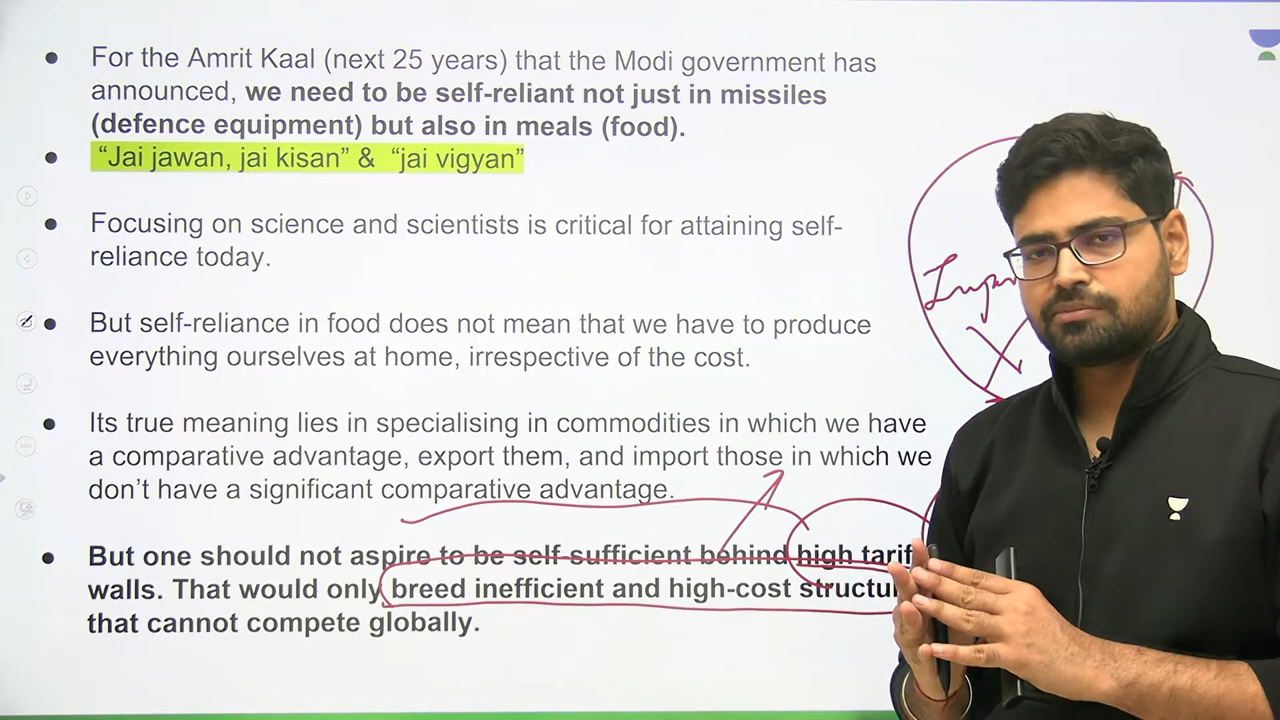 For the Amrit Kaal (next 25 years) that the Modi government has
announced, we need to be self-reliant not just in missiles
(defence equipment) but also in meals (food).
“Jai jawan, jai kisan” & “jai vigyan”
Focusing on science and scientists is critical for attaining self-
reliance today.
But self-reliance in food does not mean that we have to produce
everything ourselves at home, irrespective of the cost.
Its true meaning lies in specialising in commodities in which we have
a comparative advantage, export them, and import those in which we
don’t have a significant comparative advantage.
But one should not aspire to be self-sufficient behind high tarif
walls. That would only breed inefficient and high-cost structu
that cannot compete globally.